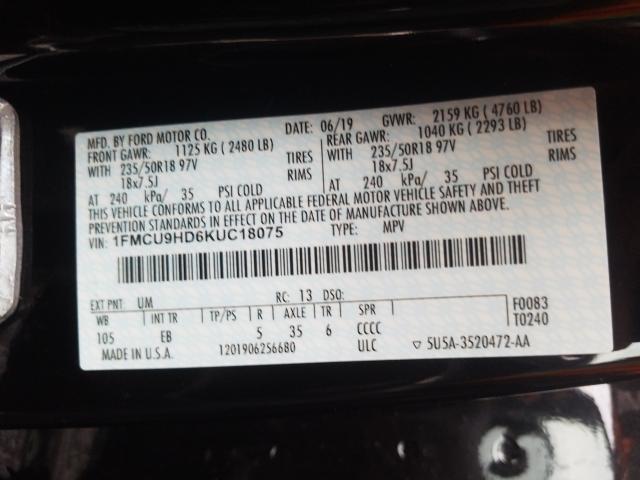 MFD. BY FORD MOTOR CO. DATE: 06/19 GVWR: 2159 KG ( 4760 LB)
FRONT GAWR: 1125 KG ( 2480 LB) REAR GAWR: 1040 KG ( 2293 LB)
WITH 235/50R18 97V TIRES WITH 235/50R18 97V TIRES
18x7.5J RIMS 18x7.5J RIMS
AT 240 kPa/ 35 PSI COLD AT 240 kPa/ 35 PSI COLD
THIS VEHICLE CONFORMS TO ALL APPLICABLE FEDERAL MOTOR VEHICLE SAFETY AND THEFT
PREVENTION STANDARDS IN EFFECT ON THE DATE OF MANUFACTURE SHOWN ABOVE.
VIN: 1FMCU9HD6KUC18075 TYPE: MPV
EXT PNT: UM RC: 13 DSO: F0083
WB INT TR TP/PS R AXLE TR SPR T0240
105 EB 5 35 6 CCCC
MADE IN U.S.A. 1201906256680 ULC ▽ 5U5A-3520472-AA